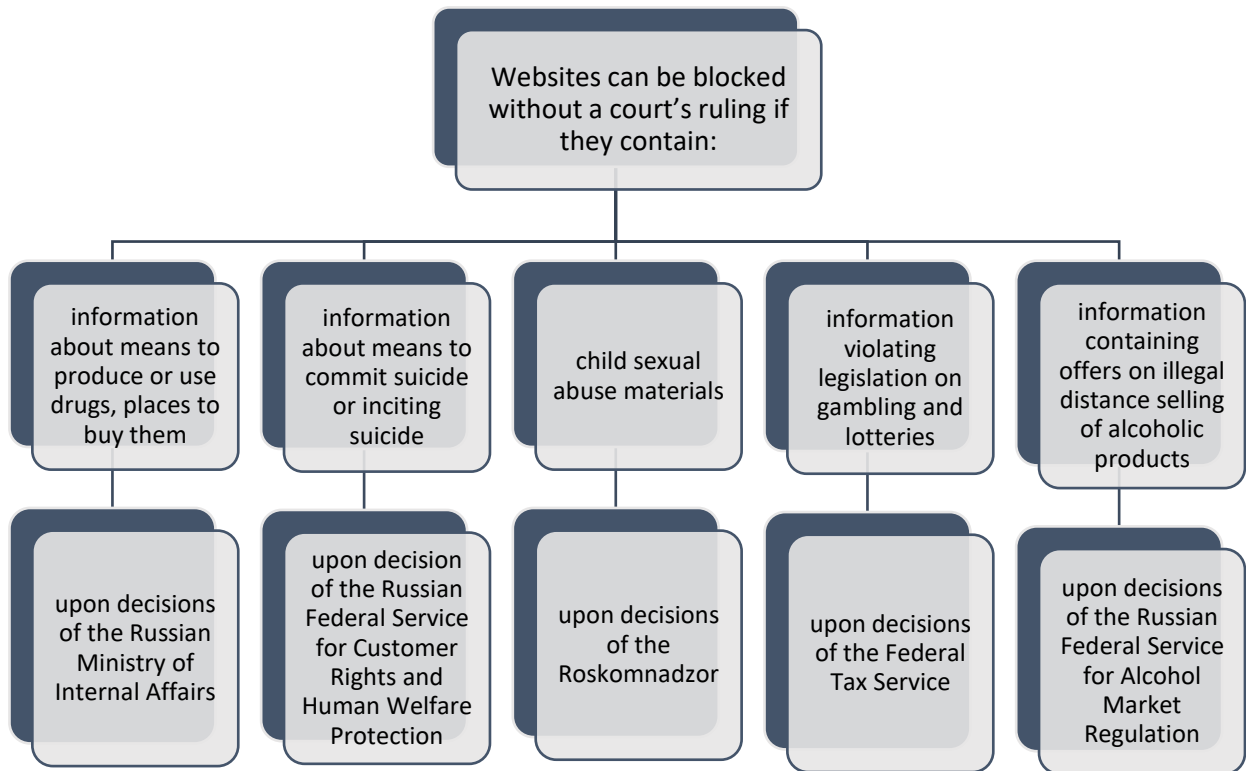 Websites can be blocked
without a court’s ruling if
they contain:
information
about means to
produce or use
drugs, places to
buy them
information
about means to
commit suicide
or inciting
suicide
child sexual
abuse materials
information
violating
legislation on
gambling and
lotteries
information
containing
offers on illegal
distance selling
of alcoholic
products
upon decisions
of the Russian
Ministry of
Internal Affairs
upon decision
of the Russian
Federal Service
for Customer
Rights and
Human Welfare
Protection
upon decisions
of the
Roskomnadzor
upon decisions
of the Federal
Tax Service
upon decisions
of the Russian
Federal Service
for Alcohol
Market
Regulation